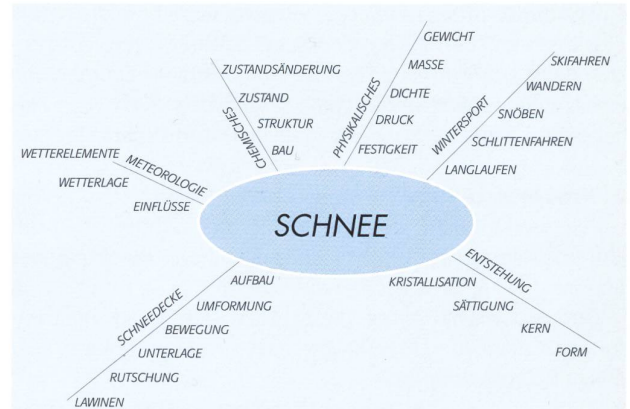 GEWICHT
MASSE
DICHTE
DRUCK
FESTIGKEIT
PHYSIKALISCHES
ZUSTANDSÄNDERUNG
ZUSTAND
STRUKTUR
BAU
CHEMISCHES
SKIFAHREN
WANDERN
SNÖBEN
SCHLITTENFAHREN
LANGLAUFEN
WINTERSPORT
WETTERELEMENTE
WETTERLAGE
EINFLÜSSE
METEOROLOGIE
SCHNEE
ENTSTEHUNG
KRISTALLISATION
SÄTTIGUNG
KERN
FORM
SCHNEEDECKE
AUFBAU
UMFORMUNG
BEWEGUNG
UNTERLAGE
RUTSCHUNG
LAWINEN